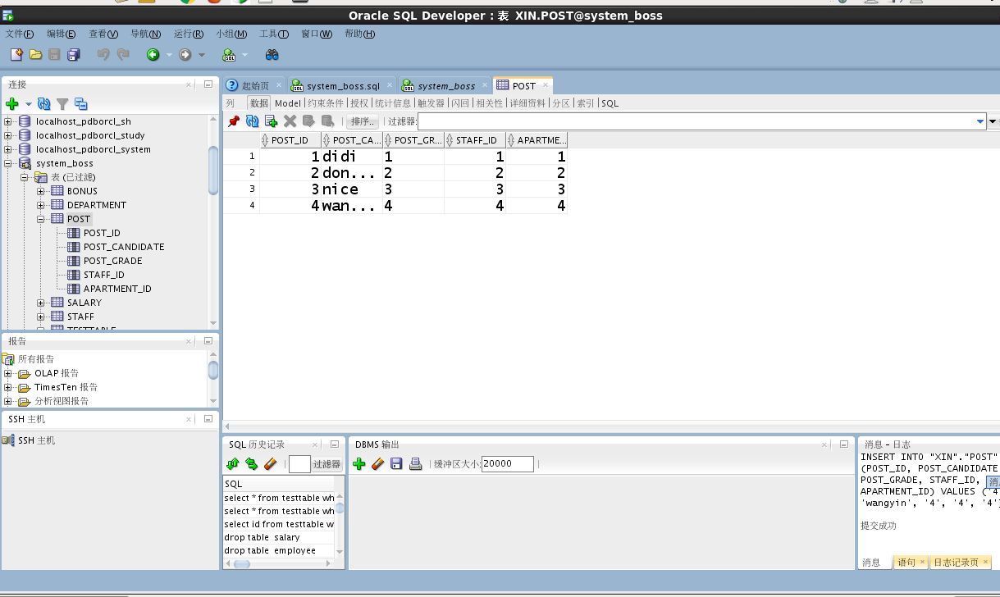 Oracle SQL Developer : 表 XIN.POST@system_boss
文件(F) 编辑(E) 查看(V) 导航(N) 运行(R) 小组(M) 工具(T) 窗口(W) 帮助(H)
连接
localhost_pdborcl_sh
localhost_pdborcl_study
localhost_pdborcl_system
system_boss
表 (已过滤)
BONUS
DEPARTMENT
POST
POST_ID
POST_CANDIDATE
POST_GRADE
STAFF_ID
APARTMENT_ID
SALARY
STAFF
TESTTABLE
报告
所有报告
OLAP 报告
TimesTen 报告
分析视图报告
SSH 主机
SSH 主机
起始页 system_boss.sql system_boss POST
列 数据 Model 约束条件 授权 统计信息 触发器 闪回 相关性 详细资料 分区 索引 SQL
排序.. 过滤器:
POST_ID POST_CA... POST_GR... STAFF_ID APARTME...
1 1 didi 1 1 1
2 2 don... 2 2 2
3 3 nice 3 3 3
4 4 wan... 4 4 4
SQL 历史记录
过滤器
SQL
select * from testtable wh
select * from testtable wh
select id from testtable w
drop table salary
drop table employee
DBMS 输出
缓冲区大小: 20000
消息 - 日志
INSERT INTO "XIN"."POST"
(POST_ID, POST_CANDIDATE
POST_GRADE, STAFF_ID,
APARTMENT_ID) VALUES ('4
'wangyin', '4', '4', '4')
提交成功
消息 语句 日志记录页